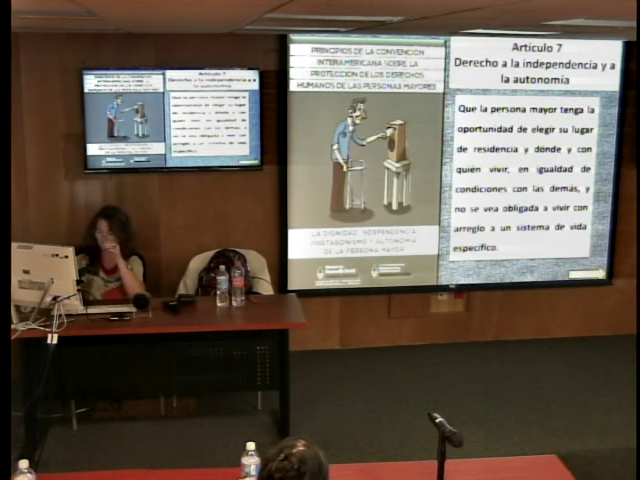 PRINCIPIOS DE LA CONVENCION
INTERAMERICANA SOBRE LA
PROTECCION DE LOS DERECHOS
HUMANOS DE LAS PERSONAS MAYORES
LA DIGNIDAD INDEPENDENCIA
PROTAGONISMO Y AUTONOMIA
DE LA PERSONA MAYOR
Artículo 7
Derecho a la independencia y a
la autonomía
Que la persona mayor tenga la
oportunidad de elegir su lugar
de residencia y dónde y con
quién vivir, en igualdad de
condiciones con las demás, y
no se vea obligada a vivir con
arreglo a un sistema de vida
específico.